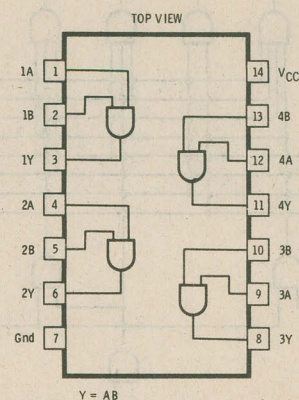 TOP VIEW
1A 1 14 VCC
1B 2 13 4B
12 4A
1Y 3
2A 4 11 4Y
2B 5 10 3B
2Y 6 9 3A
Gnd 7 8 3Y
Y = AB